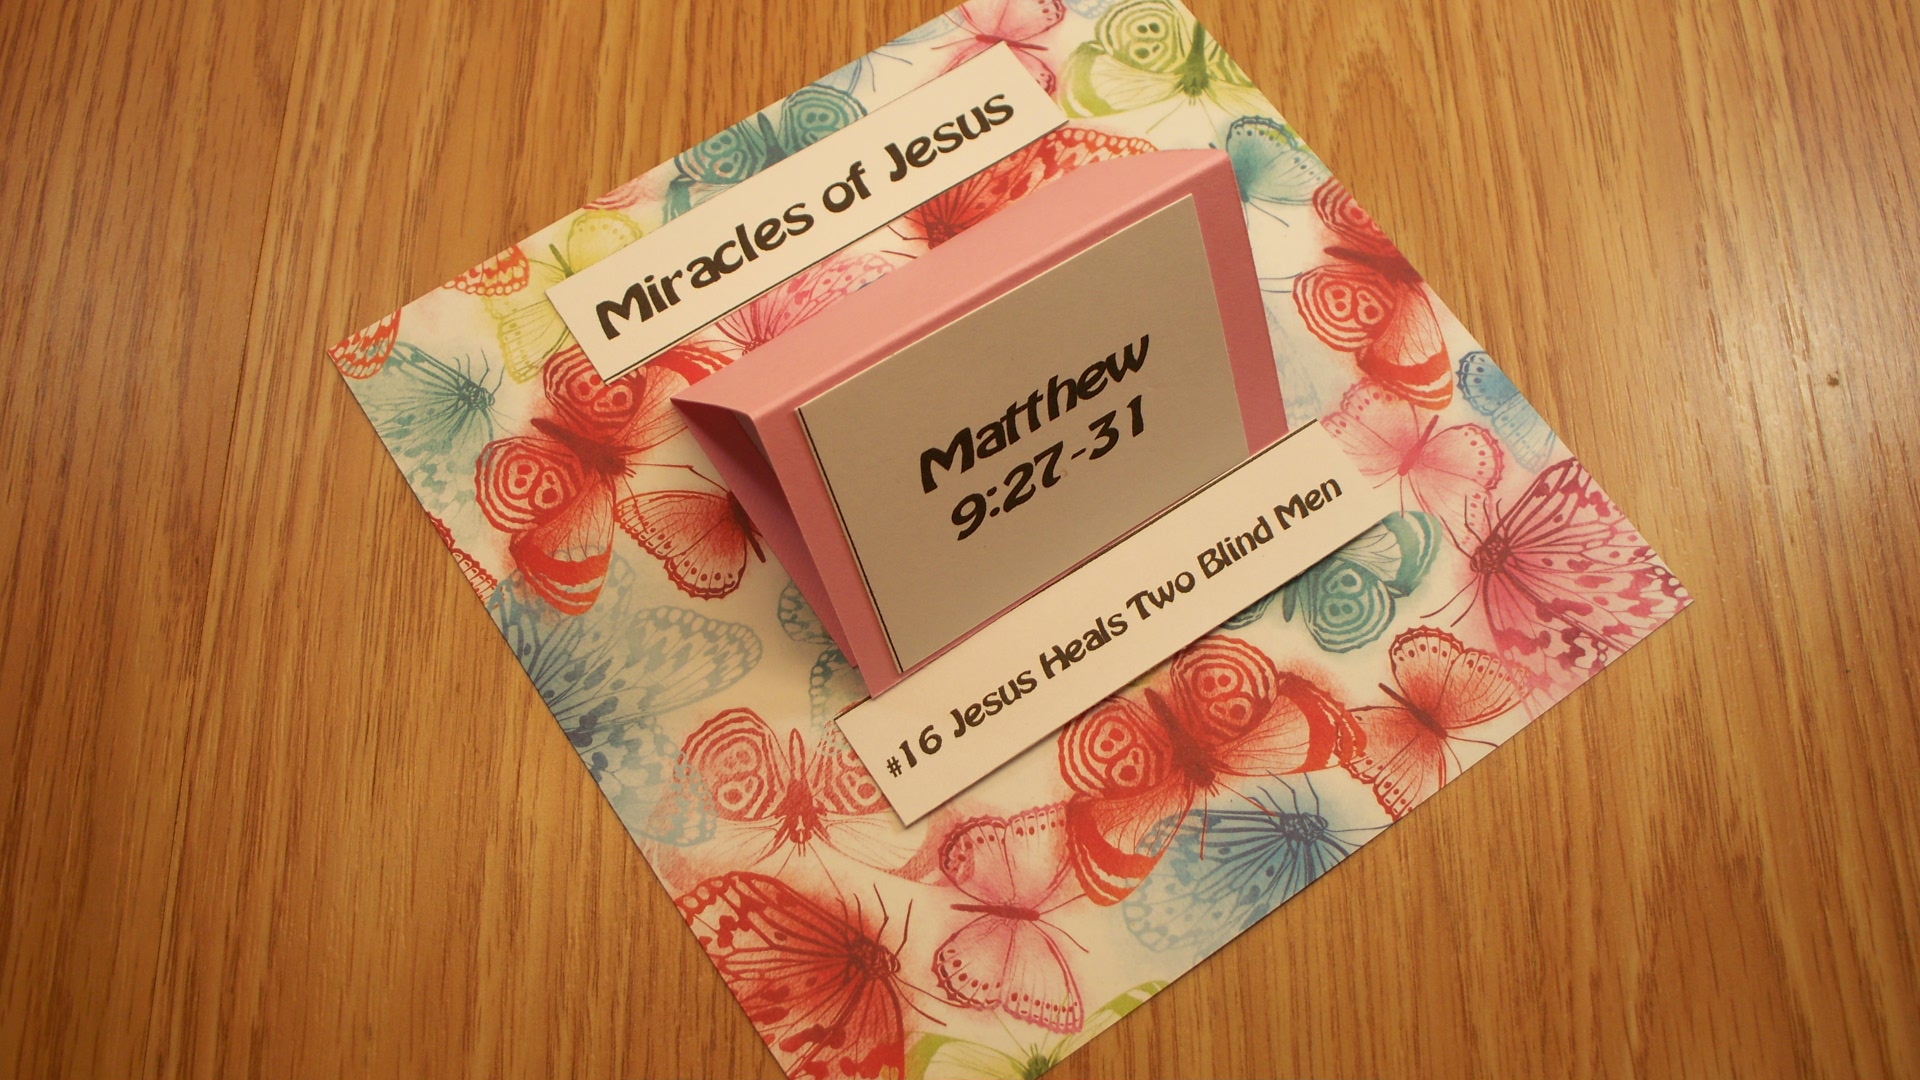 Miracles of Jesus
Matthew
9:27-31
#16 Jesus Heals Two Blind Men